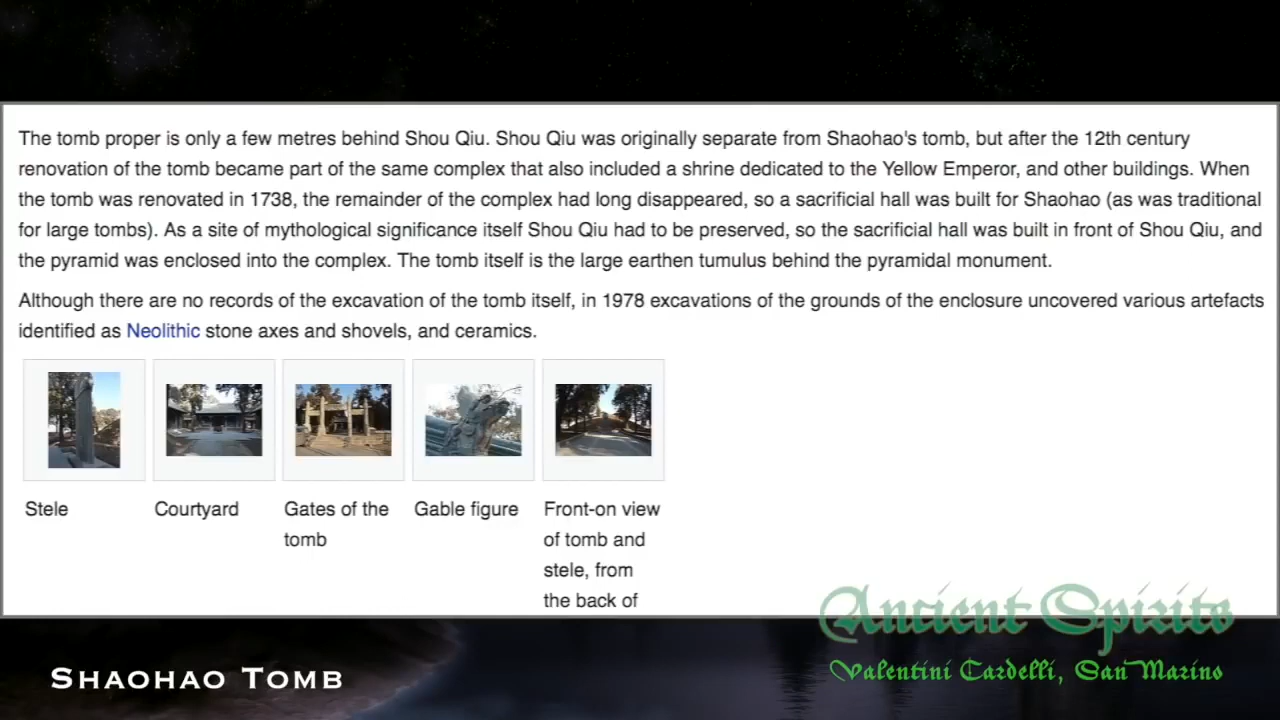 The tomb proper is only a few metres behind Shou Qiu. Shou Qiu was originally separate from Shaohao's tomb, but after the 12th century
renovation of the tomb became part of the same complex that also included a shrine dedicated to the Yellow Emperor, and other buildings. When
the tomb was renovated in 1738, the remainder of the complex had long disappeared, so a sacrificial hall was built for Shaohao (as was traditional
for large tombs). As a site of mythological significance itself Shou Qiu had to be preserved, so the sacrificial hall was built in front of Shou Qiu, and
the pyramid was enclosed into the complex. The tomb itself is the large earthen tumulus behind the pyramidal monument.
Although there are no records of the excavation of the tomb itself, in 1978 excavations of the grounds of the enclosure uncovered various artefacts
identified as Neolithic stone axes and shovels, and ceramics.
Stele
Courtyard
Gates of the
tomb
Gable figure
Front-on view
of tomb and
stele, from
the back of
Ancient Spirits
Valentini Cardelli, San Marino
Shaohao Tomb